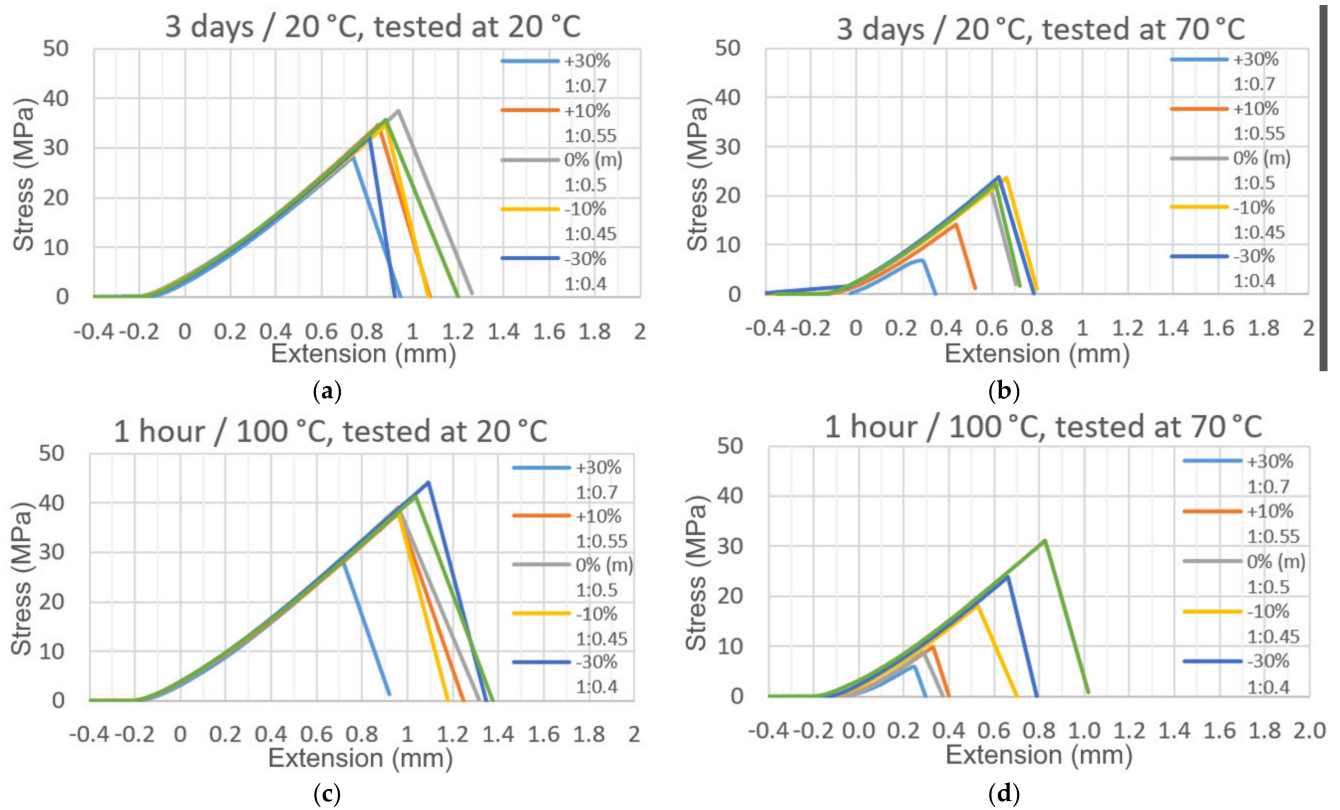 3 days / 20 °C, tested at 20 °C
50
40
30
20
10
0
Stress (MPa)
+30%
1:0.7
+10%
1:0.55
0% (m)
1:0.5
-10%
1:0.45
-30%
1:0.4
-0.4 -0.2 0 0.2 0.4 0.6 0.8 1 1.2 1.4 1.6 1.8 2
Extension (mm)
(a)
3 days / 20 °C, tested at 70 °C
50
40
30
20
10
0
Stress (MPa)
+30%
1:0.7
+10%
1:0.55
0% (m)
1:0.5
-10%
1:0.45
-30%
1:0.4
-0.4 -0.2 0 0.2 0.4 0.6 0.8 1 1.2 1.4 1.6 1.8 2
Extension (mm)
(b)
1 hour / 100 °C, tested at 20 °C
50
40
30
20
10
0
Stress (MPa)
+30%
1:0.7
+10%
1:0.55
0% (m)
1:0.5
-10%
1:0.45
-30%
1:0.4
-0.4 -0.2 0 0.2 0.4 0.6 0.8 1 1.2 1.4 1.6 1.8 2
Extension (mm)
(c)
1 hour / 100 °C, tested at 70 °C
50
40
30
20
10
0
Stress (MPa)
+30%
1:0.7
+10%
1:0.55
0% (m)
1:0.5
-10%
1:0.45
-30%
1:0.4
-0.4 -0.2 0.0 0.2 0.4 0.6 0.8 1.0 1.2 1.4 1.6 1.8 2.0
Extension (mm)
(d)